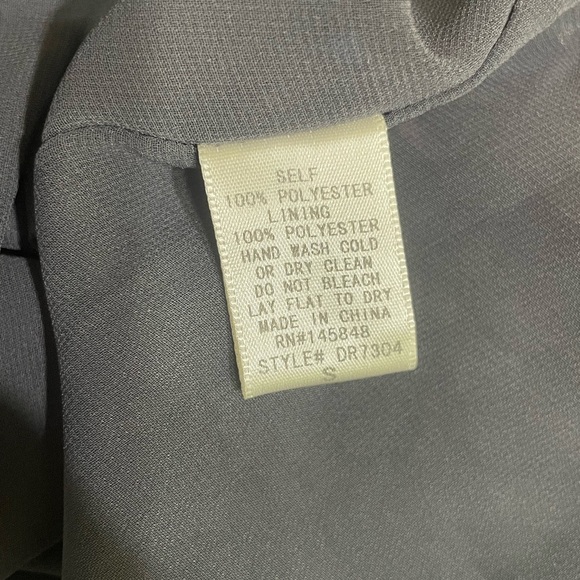 SELF
100% POLYESTER
LINING
100% POLYESTER
HAND WASH COLD
OR DRY CLEAN
DO NOT BLEACH
LAY FLAT TO DRY
MADE IN CHINA
RN#145848
STYLE# DR7304
S